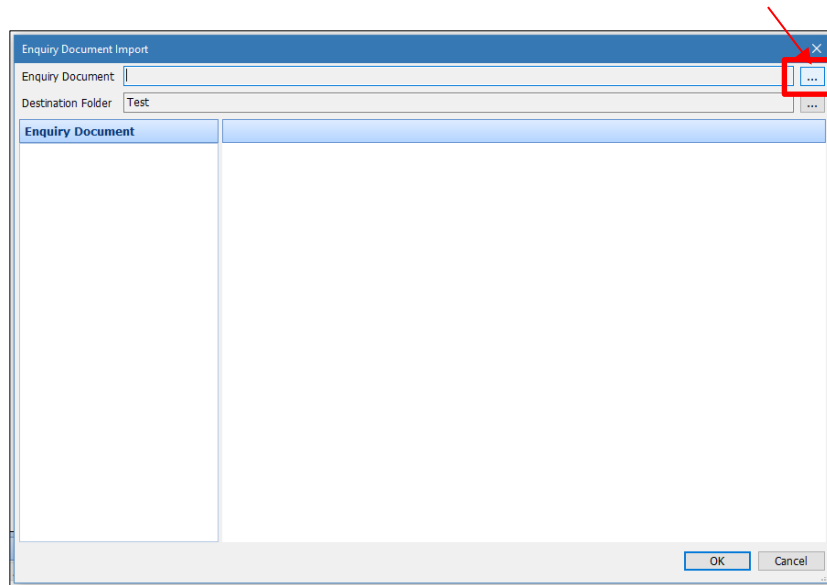 Enquiry Document Import
Enquiry Document ...
Destination Folder Test ...
Enquiry Document
OK Cancel